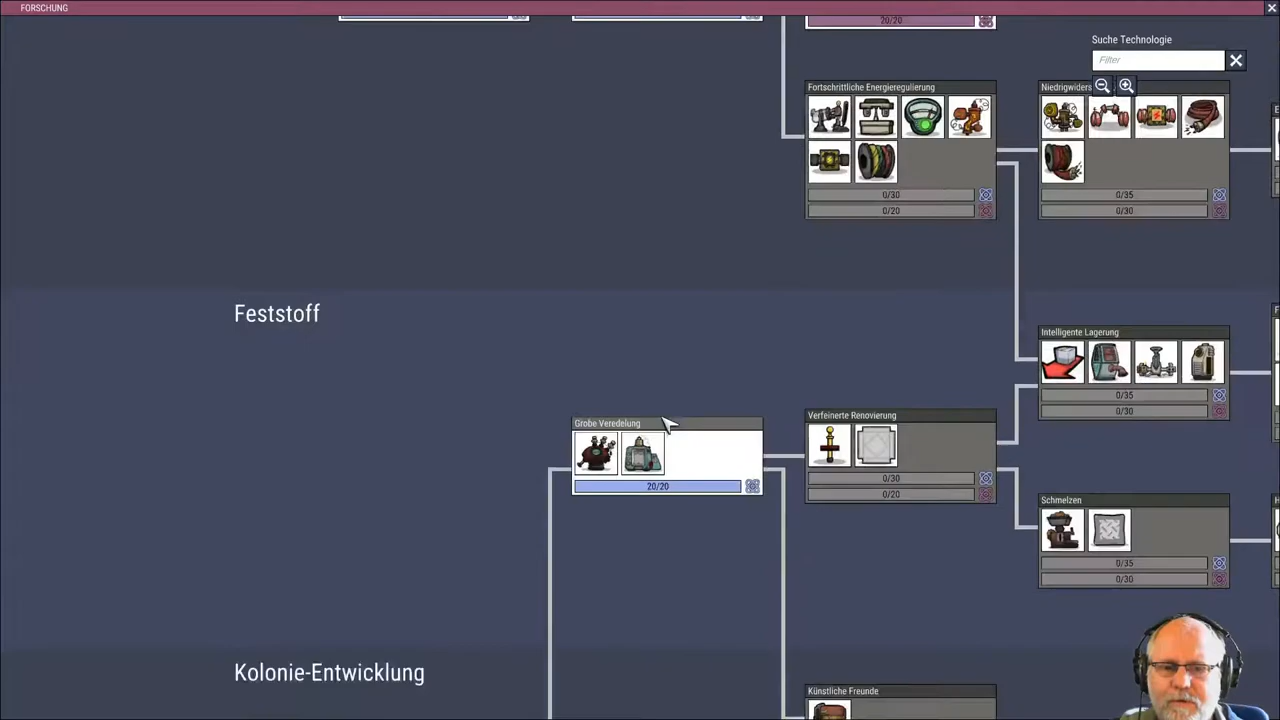 FORSCHUNG
20/20
Suche Technologie
Filter
Fortschrittliche Energieregulierung
0/30
0/20
Niedrigwiders
0/35
0/30
Feststoff
Intelligente Lagerung
0/35
0/30
Grobe Veredelung
20/20
Verfeinerte Renovierung
0/30
0/20
Schmelzen
0/35
0/30
Kolonie-Entwicklung
Künstliche Freunde